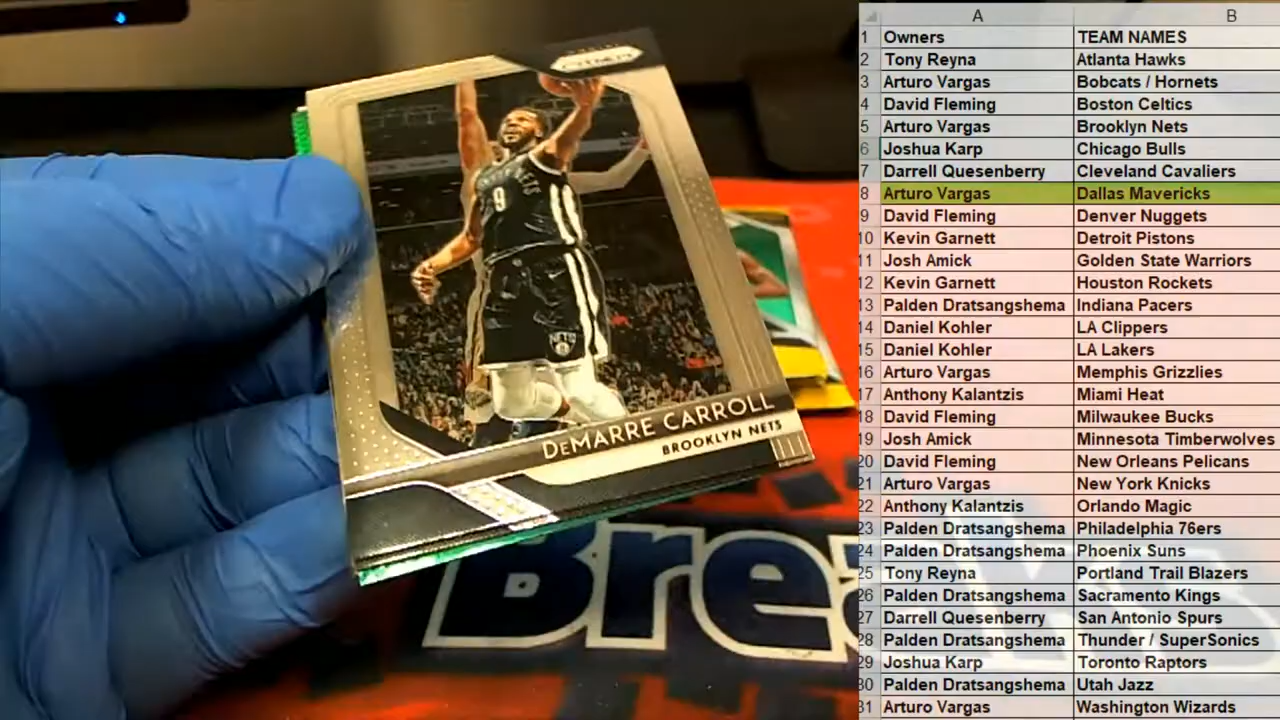 PRIZM
NETS
9
NETS
DEMARRE CARROLL
BROOKLYN NETS
Brea
A B
1 Owners TEAM NAMES
2 Tony Reyna Atlanta Hawks
3 Arturo Vargas Bobcats / Hornets
4 David Fleming Boston Celtics
5 Arturo Vargas Brooklyn Nets
6 Joshua Karp Chicago Bulls
7 Darrell Quesenberry Cleveland Cavaliers
8 Arturo Vargas Dallas Mavericks
9 David Fleming Denver Nuggets
10 Kevin Garnett Detroit Pistons
11 Josh Amick Golden State Warriors
12 Kevin Garnett Houston Rockets
13 Palden Dratsangshema Indiana Pacers
14 Daniel Kohler LA Clippers
15 Daniel Kohler LA Lakers
16 Arturo Vargas Memphis Grizzlies
17 Anthony Kalantzis Miami Heat
18 David Fleming Milwaukee Bucks
19 Josh Amick Minnesota Timberwolves
20 David Fleming New Orleans Pelicans
21 Arturo Vargas New York Knicks
22 Anthony Kalantzis Orlando Magic
23 Palden Dratsangshema Philadelphia 76ers
24 Palden Dratsangshema Phoenix Suns
25 Tony Reyna Portland Trail Blazers
26 Palden Dratsangshema Sacramento Kings
27 Darrell Quesenberry San Antonio Spurs
28 Palden Dratsangshema Thunder / SuperSonics
29 Joshua Karp Toronto Raptors
30 Palden Dratsangshema Utah Jazz
31 Arturo Vargas Washington Wizards